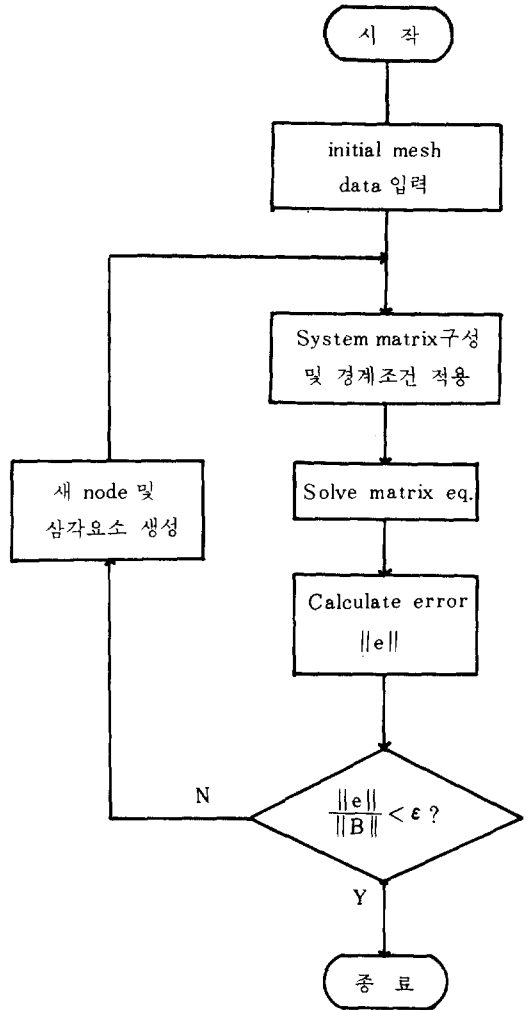 시 작
initial mesh
data 입력
System matrix구성
및 경계조건 적용
새 node 및
삼각요소 생성
Solve matrix eq.
Calculate error
||e||
N
||e||
||B|| < ε ?
Y
종 료